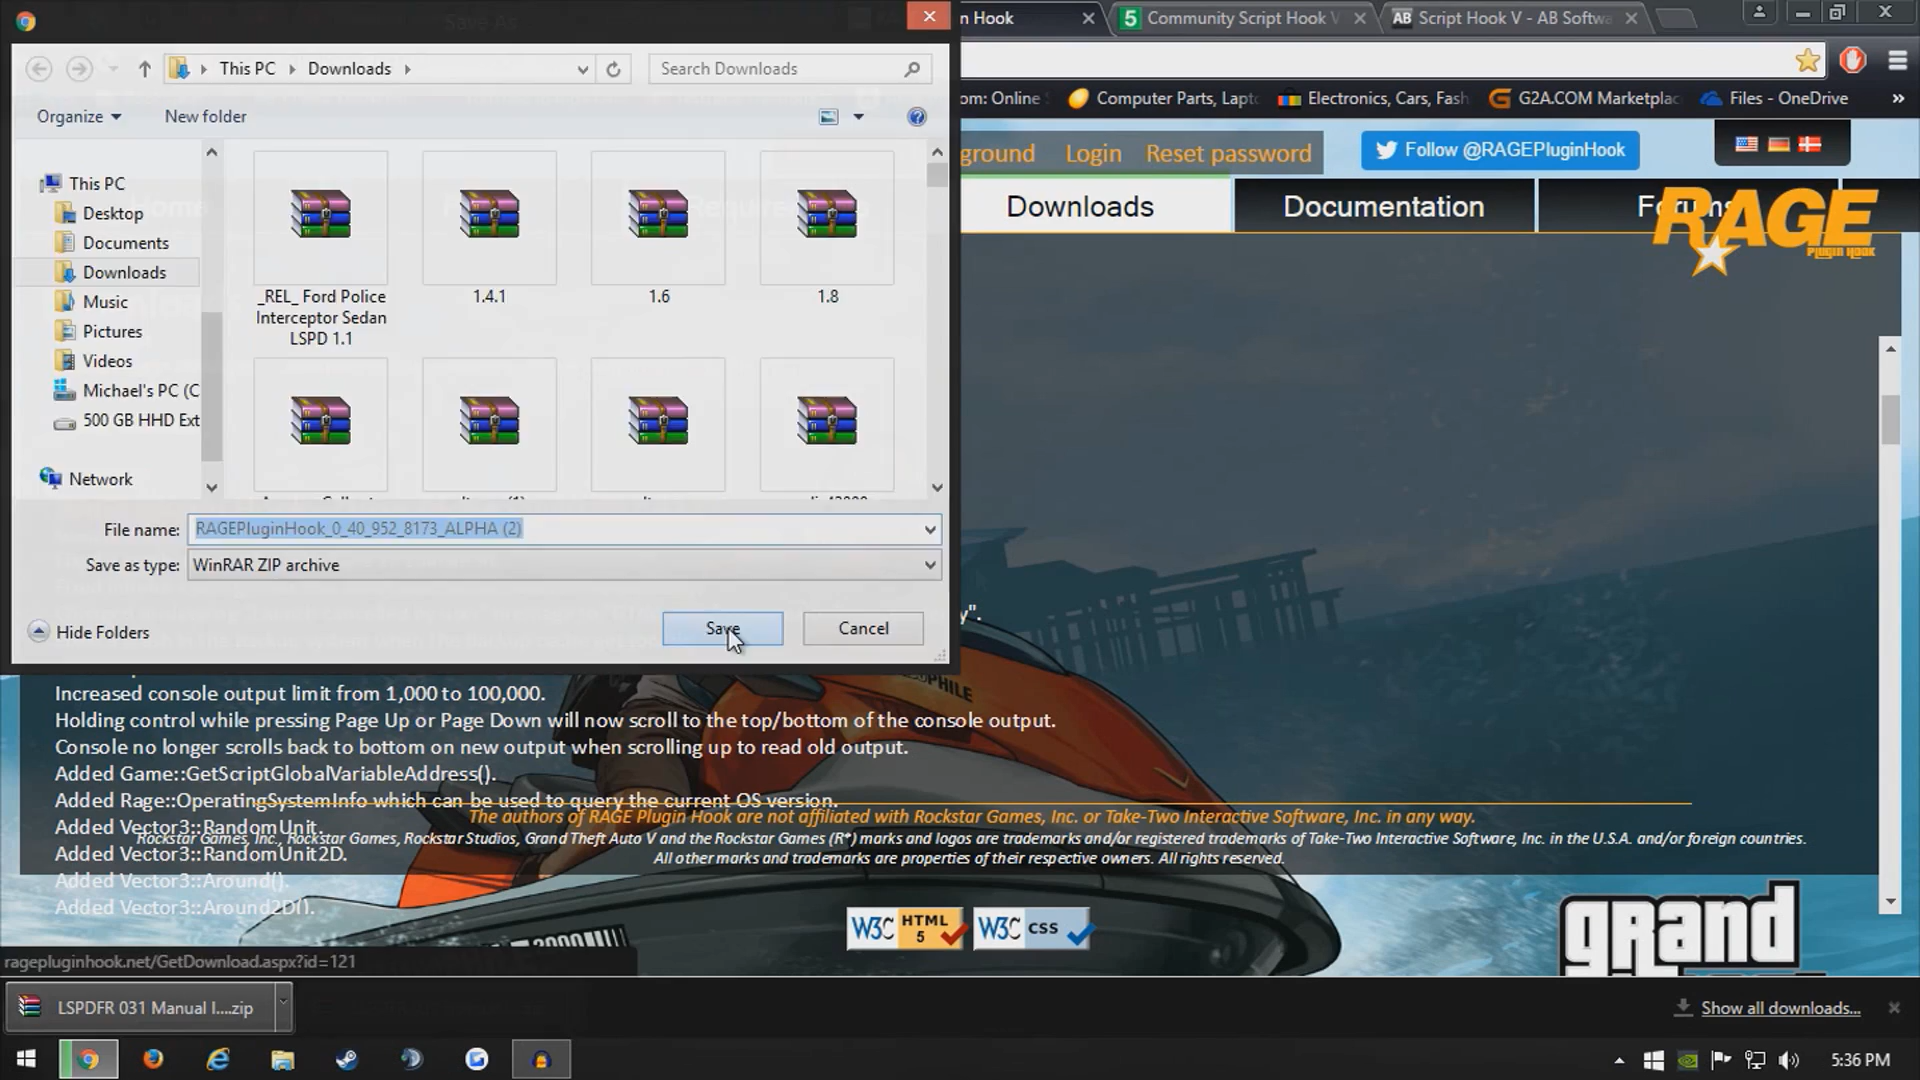 Save As
n Hook
Community Script Hook V
Script Hook V - AB Softwa
This PC
Downloads
Search Downloads
om: Online
Computer Parts, Lapt
Electronics, Cars, Fash
G2A.COM Marketplac
Files - OneDrive
Organize
New folder
ground
Login
Reset password
Follow @RAGEPluginHook
Downloads
Documentation
Forums
RAGE
Plugin Hook
This PC
Desktop
Documents
Downloads
Music
Pictures
Videos
Michael's PC (C
500 GB HHD Ext
Network
_REL_ Ford Police
Interceptor Sedan
LSPD 1.1
1.4.1
1.6
1.8
File name:
RAGEPluginHook_0_40_952_8173_ALPHA (2)
Save as type:
WinRAR ZIP archive
Hide Folders
Save
Cancel
y".
Increased console output limit from 1,000 to 100,000.
Holding control while pressing Page Up or Page Down will now scroll to the top/bottom of the console output.
Console no longer scrolls back to bottom on new output when scrolling up to read old output.
Added Game::GetScriptGlobalVariableAddress().
Added Rage::OperatingSystemInfo which can be used to query the current OS version.
The authors of RAGE Plugin Hook are not affiliated with Rockstar Games, Inc. or Take-Two Interactive Software, Inc. in any way.
Added Vector3::RandomUnit.
Rockstar Games, Inc., Rockstar Games, Rockstar Studios, Grand Theft Auto V and the Rockstar Games (R*) marks and logos are trademarks and/or registered trademarks of Take-Two Interactive Software, Inc. in the U.S.A. and/or foreign countries.
Added Vector3::RandomUnit2D.
All other marks and trademarks are properties of their respective owners. All rights reserved.
Added Vector3::Around().
Added Vector3::Around2D().
W3C HTML 5
W3C CSS
grand
ragepluginhook.net/GetDownload.aspx?id=121
LSPDFR 031 Manual I....zip
Show all downloads...
5:36 PM